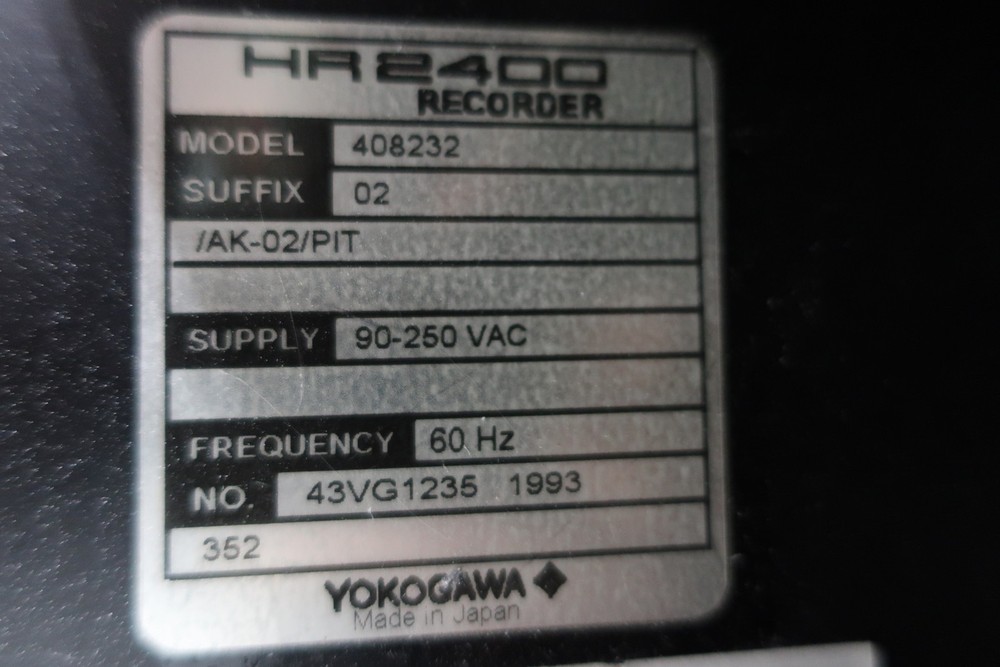 HR2400
RECORDER
MODEL 408232
SUFFIX 02
/AK-02/PIT
SUPPLY 90-250 VAC
FREQUENCY 60 Hz
NO. 43VG1235 1993
352
YOKOGAWA
Made in Japan